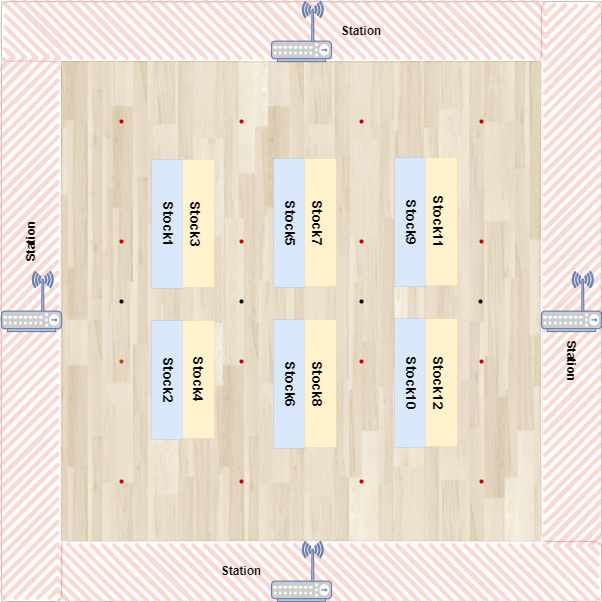 Station
Station
Stock1
Stock3
Stock5
Stock7
Stock9
Stock11
Stock2
Stock4
Stock6
Stock8
Stock10
Stock12
Station
Station